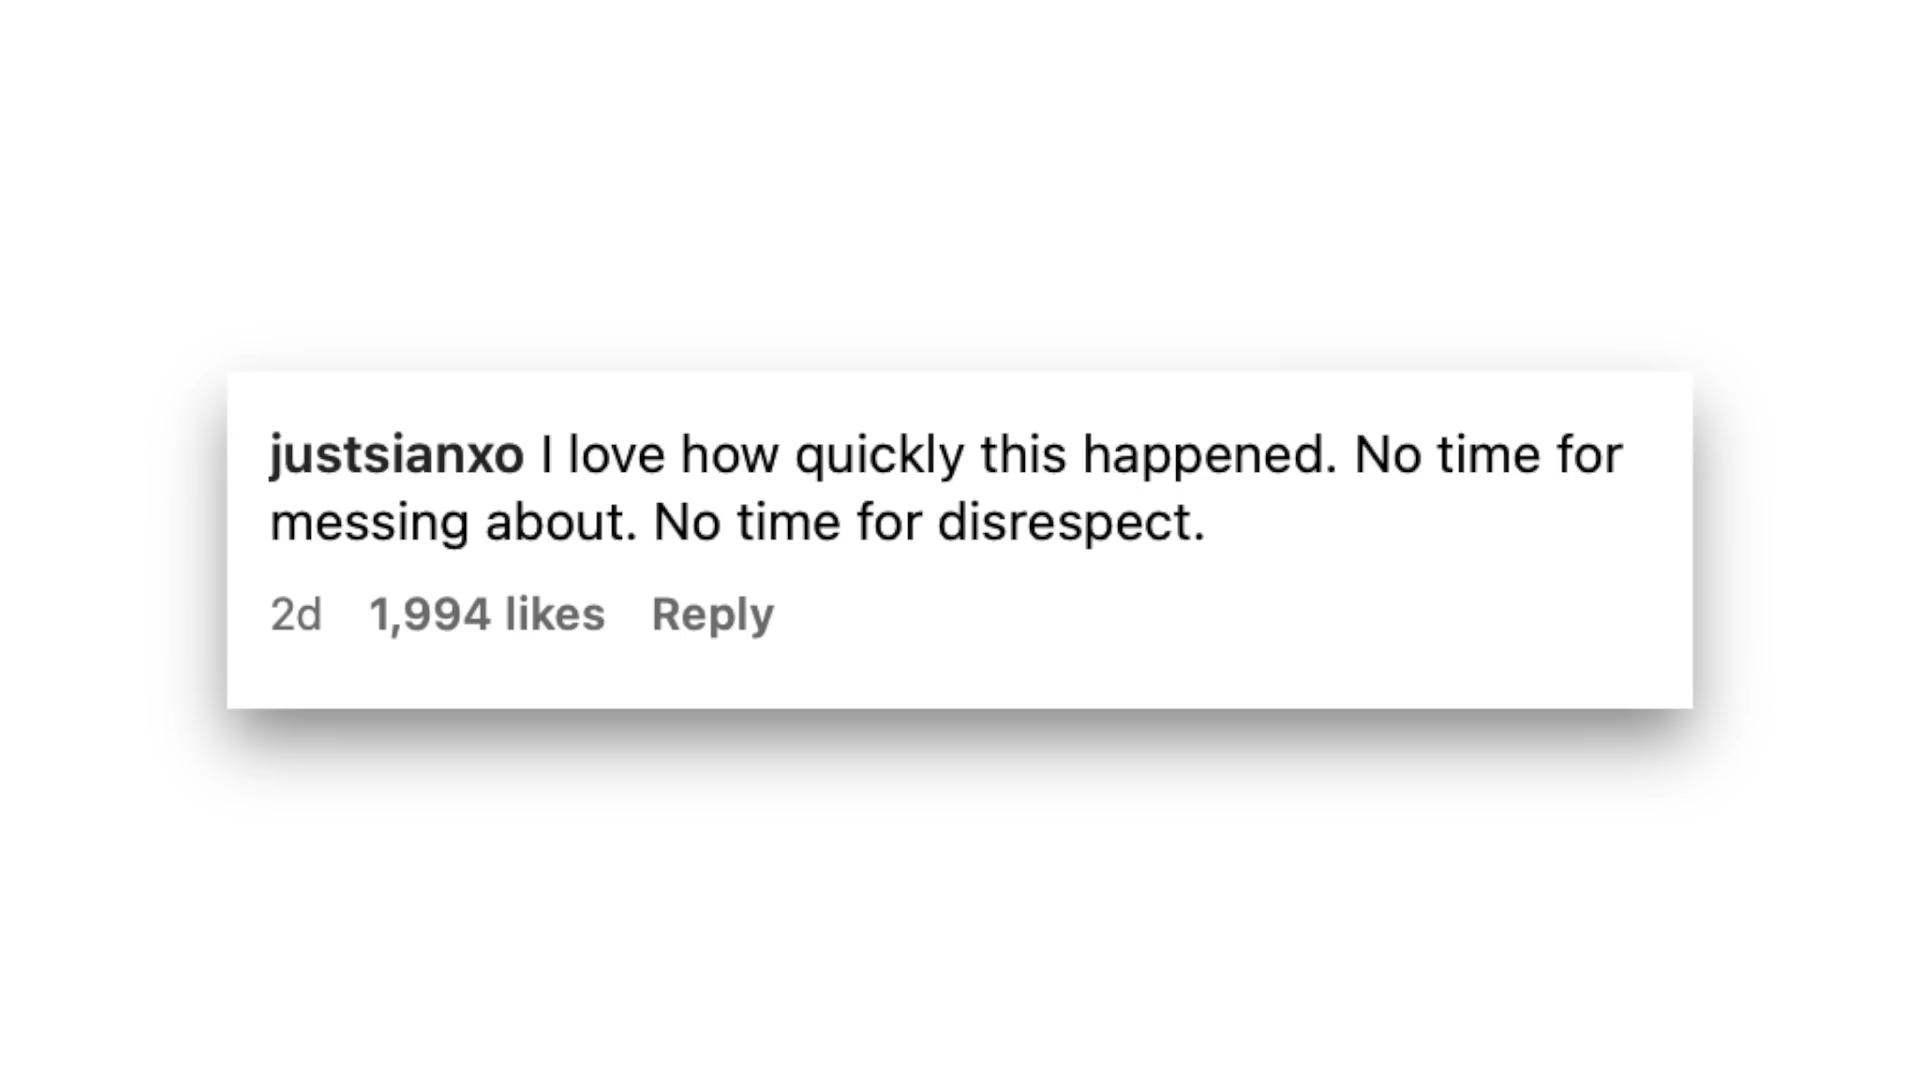 justsianxo I love how quickly this happened. No time for
messing about. No time for disrespect.
2d 1,994 likes Reply